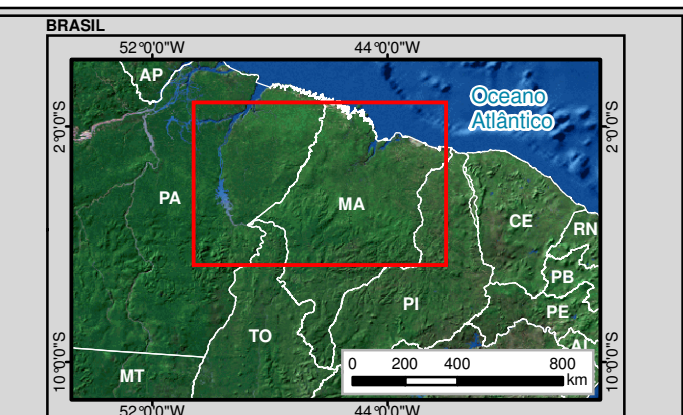 BRASIL
52°0'0"W 44°0'0"W
AP
Oceano
Atlântico
2°0'0"S 2°0'0"S
PA
MA
CE
RN
PB
PE
PI
TO
AL
MT
10°0'0"S 10°0'0"S
0 200 400 800
km
52°0'0"W 44°0'0"W